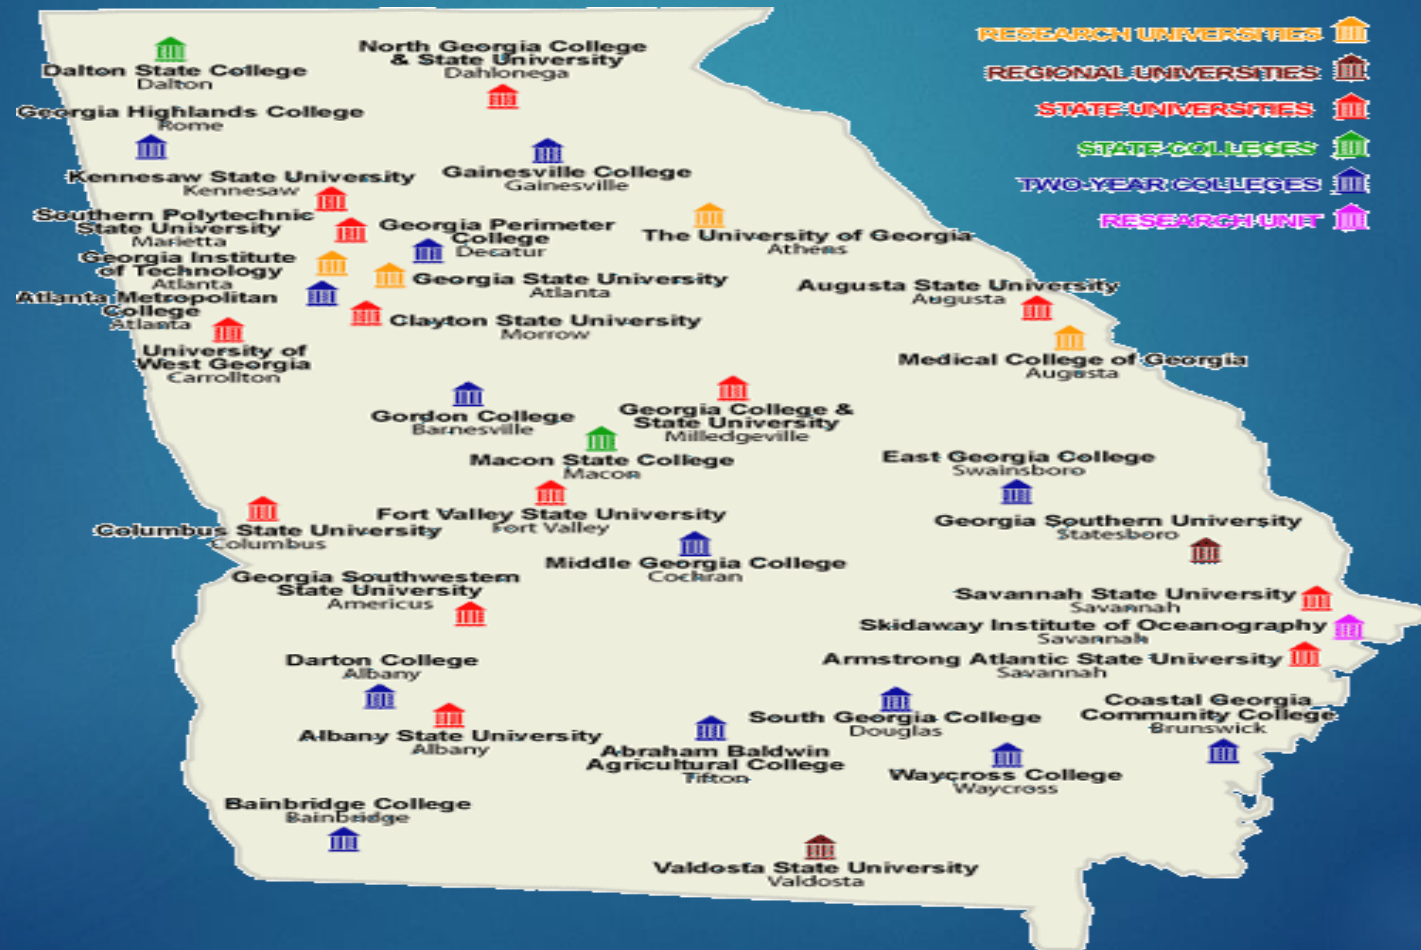 RESEARCH UNIVERSITIES
REGIONAL UNIVERSITIES
STATE UNIVERSITIES
STATE COLLEGES
TWO-YEAR COLLEGES
RESEARCH UNIT
Dalton State College
Dalton
North Georgia College
& State University
Dahlonega
Georgia Highlands College
Rome
Gainesville College
Gainesville
Kennesaw State University
Kennesaw
Southern Polytechnic
State University
Marietta
Georgia Perimeter
College
Decatur
The University of Georgia
Athens
Georgia Institute
of Technology
Atlanta
Georgia State University
Atlanta
Atlanta Metropolitan
College
Atlanta
Clayton State University
Morrow
Augusta State University
Augusta
University of
West Georgia
Carrollton
Medical College of Georgia
Augusta
Gordon College
Barnesville
Georgia College &
State University
Milledgeville
Macon State College
Macon
East Georgia College
Swainsboro
Fort Valley State University
Fort Valley
Columbus State University
Columbus
Georgia Southern University
Statesboro
Middle Georgia College
Cochran
Georgia Southwestern
State University
Americus
Savannah State University
Savannah
Skidaway Institute of Oceanography
Savannah
Armstrong Atlantic State University
Savannah
Darton College
Albany
Albany State University
Albany
South Georgia College
Douglas
Coastal Georgia
Community College
Brunswick
Abraham Baldwin
Agricultural College
Tifton
Waycross College
Waycross
Bainbridge College
Bainbridge
Valdosta State University
Valdosta